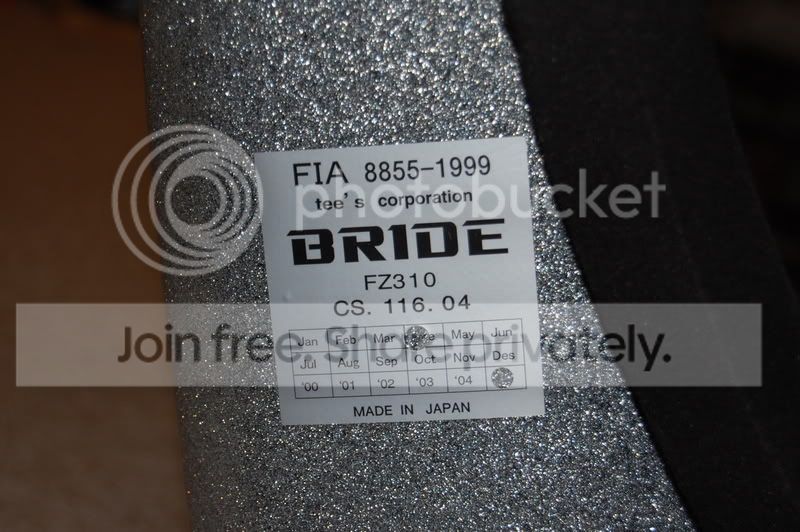 FIA 8855-1999
tee's corporation
photobucket
BRIDE
FZ310
CS. 116. 04
Jan Feb Mar May Jun
Join free. Share privately.
Jul Aug Sep Oct Nov Des
'00 '01 '02 '03 '04
MADE IN JAPAN